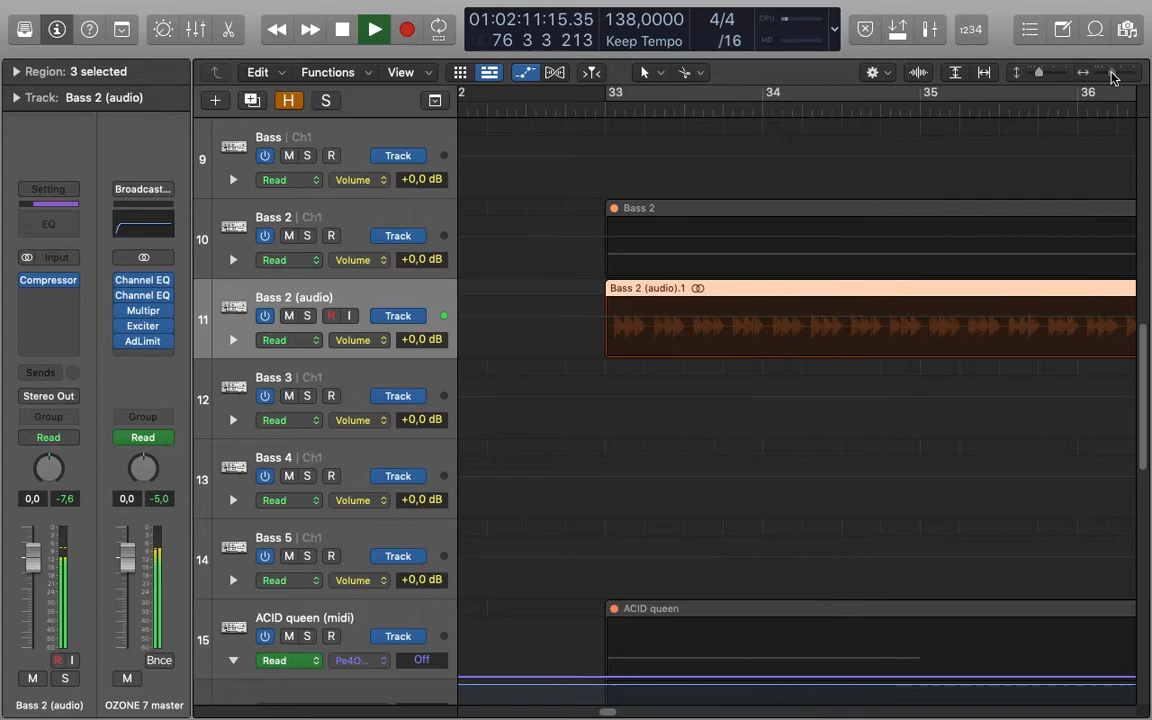 01:02:11:15.35
76 3 3 213
138,0000
Keep Tempo
4/4
/16
CPU
HD
1234
Region: 3 selected
Track: Bass 2 (audio)
Edit
Functions
View
H
S
2
33
34
35
36
Setting
EQ
Input
Compressor
Sends
Stereo Out
Group
Read
0,0
-7,6
R
I
M
S
Bass 2 (audio)
Broadcast...
Channel EQ
Channel EQ
Multipr
Exciter
AdLimit
Group
Read
0,0
-5,0
Bnce
M
OZONE 7 master
9
Bass | Ch1
M S R Track
Read Volume +0,0 dB
10
Bass 2 | Ch1
M S R Track
Read Volume +0,0 dB
11
Bass 2 (audio)
M S R I Track
Read Volume +0,0 dB
12
Bass 3 | Ch1
M S R Track
Read Volume +0,0 dB
13
Bass 4 | Ch1
M S R Track
Read Volume +0,0 dB
14
Bass 5 | Ch1
M S R Track
Read Volume +0,0 dB
15
ACID queen (midi)
M S R Track
Read Pe4O... Off
Bass 2
Bass 2 (audio).1
ACID queen